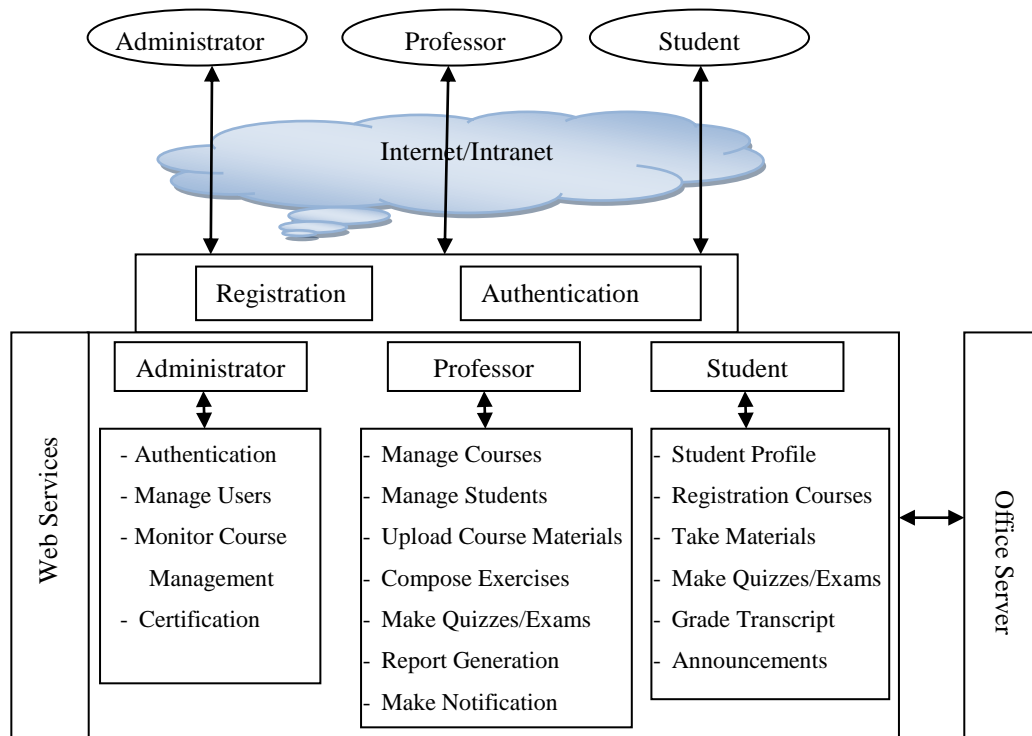 Administrator
Professor
Student
Internet/Intranet
Registration
Authentication
Web Services
Administrator
- Authentication
- Manage Users
- Monitor Course
Management
- Certification
Professor
- Manage Courses
- Manage Students
- Upload Course Materials
- Compose Exercises
- Make Quizzes/Exams
- Report Generation
- Make Notification
Student
- Student Profile
- Registration Courses
- Take Materials
- Make Quizzes/Exams
- Grade Transcript
- Announcements
Office Server